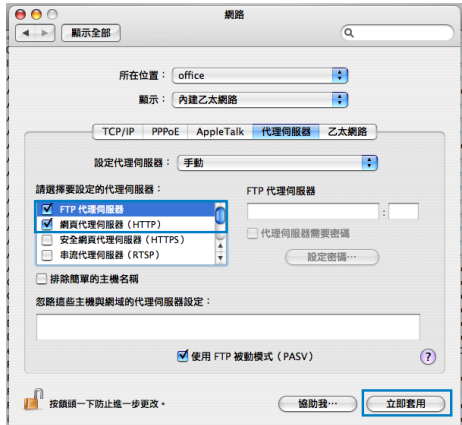 網路
顯示全部
所在位置： office
顯示： 內建乙太網路
TCP/IP PPPoE AppleTalk 代理伺服器 乙太網路
設定代理伺服器： 手動
請選擇要設定的代理伺服器：
FTP 代理伺服器
網頁代理伺服器（HTTP）
安全網頁代理伺服器（HTTPS）
串流代理伺服器（RTSP）
FTP 代理伺服器
:
代理伺服器需要密碼
設定密碼…
排除簡單的主機名稱
忽略這些主機與網域的代理伺服器設定：
使用 FTP 被動模式（PASV）
?
按鎖頭一下防止進一步更改。
協助我…
立即套用